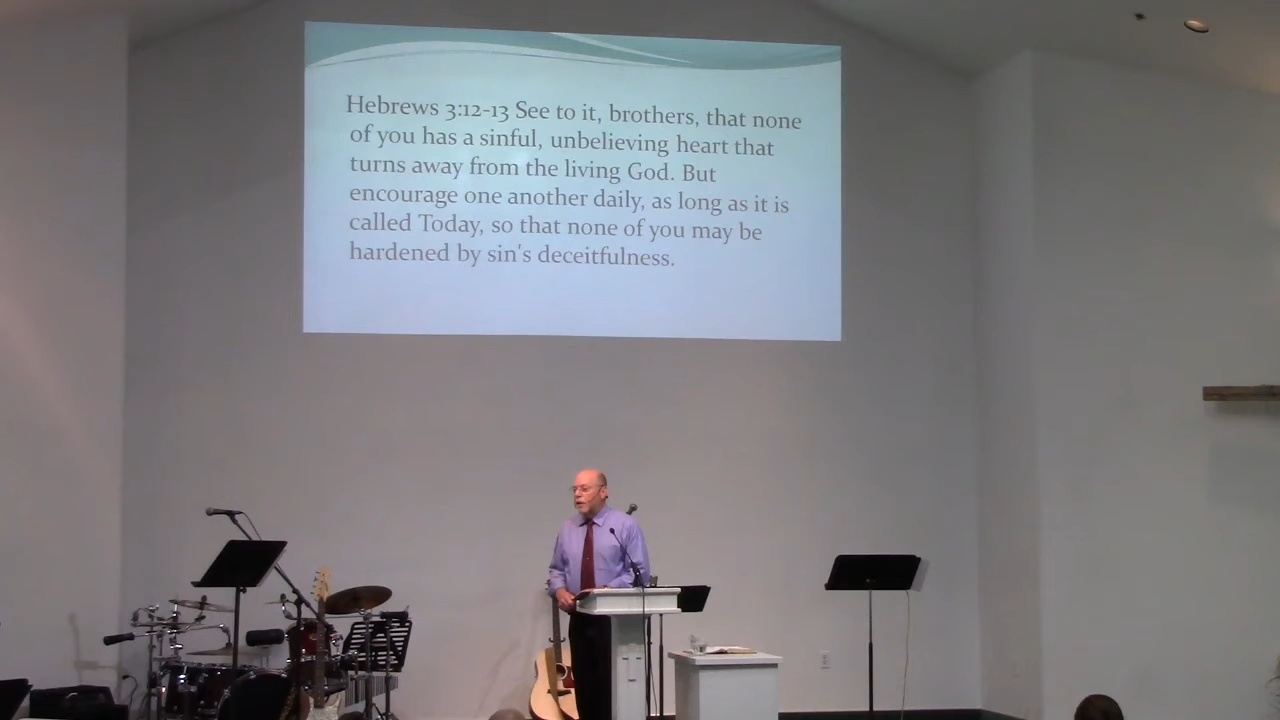 Hebrews 3:12-13 See to it, brothers, that none
of you has a sinful, unbelieving heart that
turns away from the living God. But
encourage one another daily, as long as it is
called Today, so that none of you may be
hardened by sin's deceitfulness.